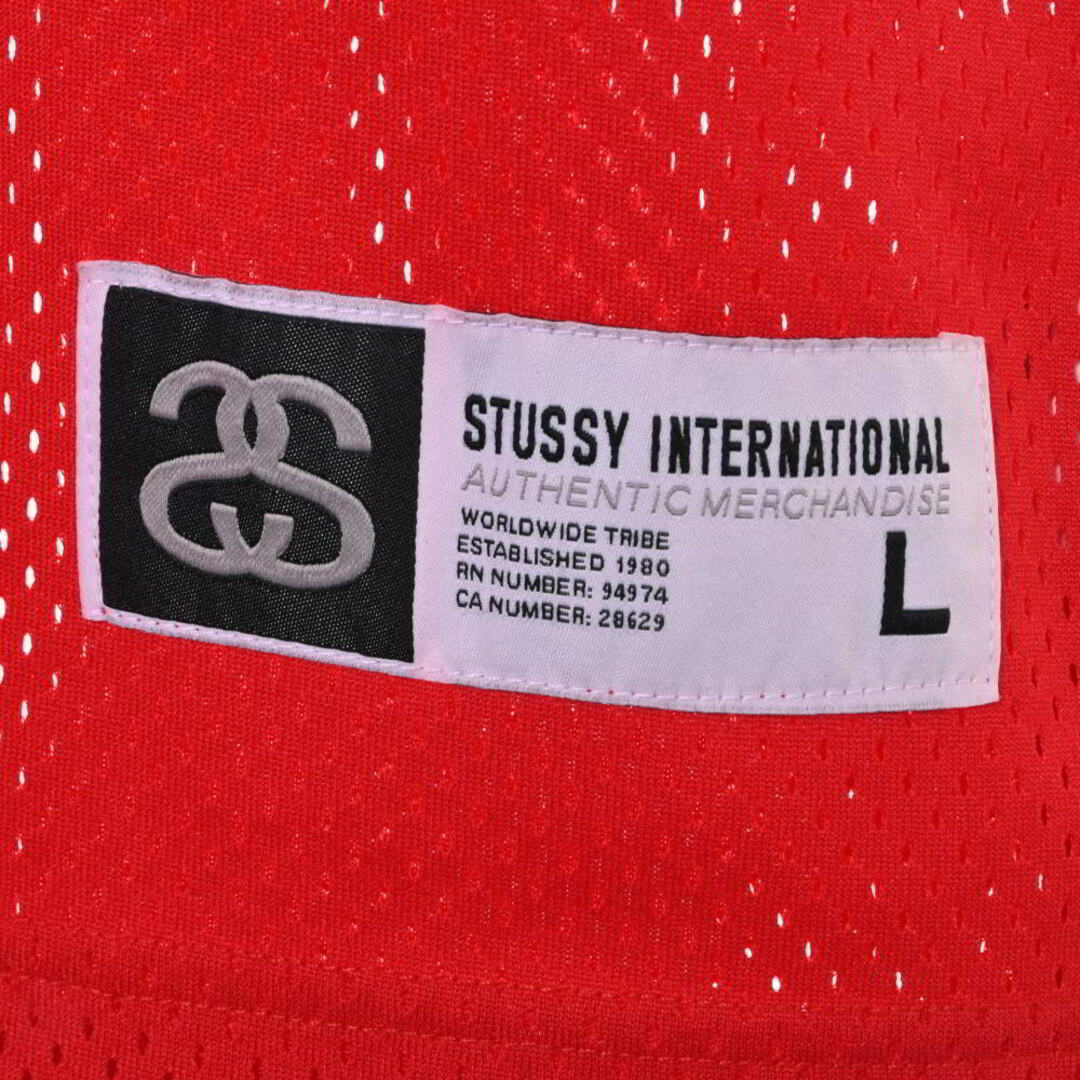 STUSSY INTERNATIONAL
AUTHENTIC MERCHANDISE
WORLDWIDE TRIBE
ESTABLISHED 1980
RN NUMBER: 94974
CA NUMBER: 28629
L